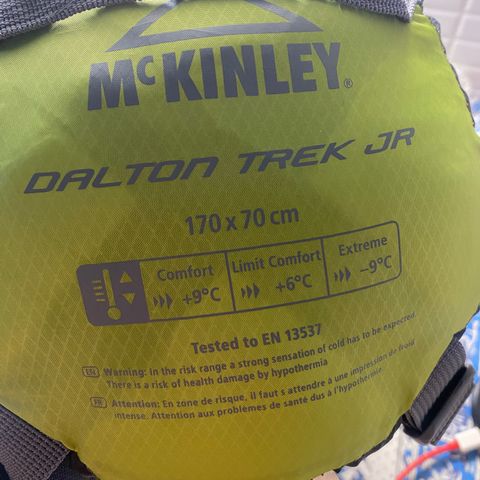 McKINLEY®
DALTON TREK JR
170 x 70 cm
Comfort
+9°C
Limit Comfort
+6°C
Extreme
–9°C
Tested to EN 13537
EN Warning: in the risk range a strong sensation of cold has to be expected.
There is a risk of health damage by hypothermia
FR Attention: En zone de risque, il faut s attendre à une impression de froid
intense. Attention aux problèmes de santé dus à l'hypothermie.